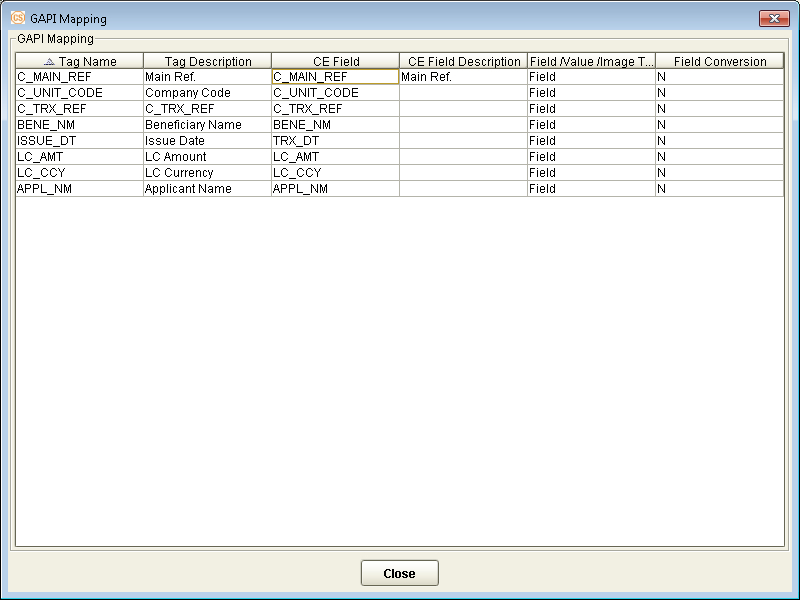 GAPI Mapping
GAPI Mapping
Tag Name Tag Description CE Field CE Field Description Field /Value /Image T... Field Conversion
C_MAIN_REF Main Ref. C_MAIN_REF Main Ref. Field N
C_UNIT_CODE Company Code C_UNIT_CODE Field N
C_TRX_REF C_TRX_REF C_TRX_REF Field N
BENE_NM Beneficiary Name BENE_NM Field N
ISSUE_DT Issue Date TRX_DT Field N
LC_AMT LC Amount LC_AMT Field N
LC_CCY LC Currency LC_CCY Field N
APPL_NM Applicant Name APPL_NM Field N
Close